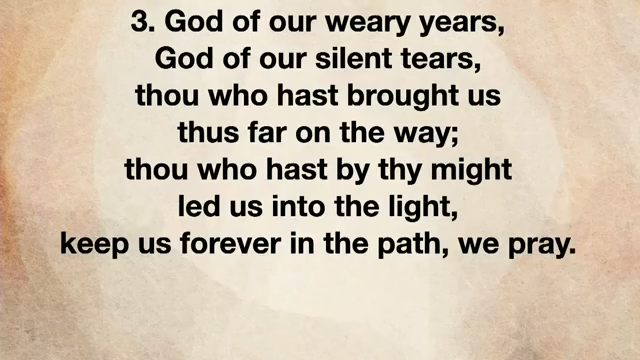 3. God of our weary years,
God of our silent tears,
thou who hast brought us
thus far on the way;
thou who hast by thy might
led us into the light,
keep us forever in the path, we pray.